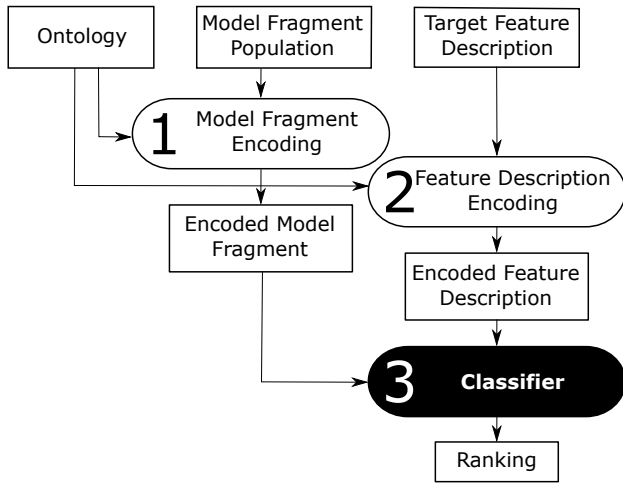 Ontology
Model Fragment
Population
Target Feature
Description
1
Model Fragment
Encoding
2
Feature Description
Encoding
Encoded Model
Fragment
Encoded Feature
Description
3
Classifier
Ranking